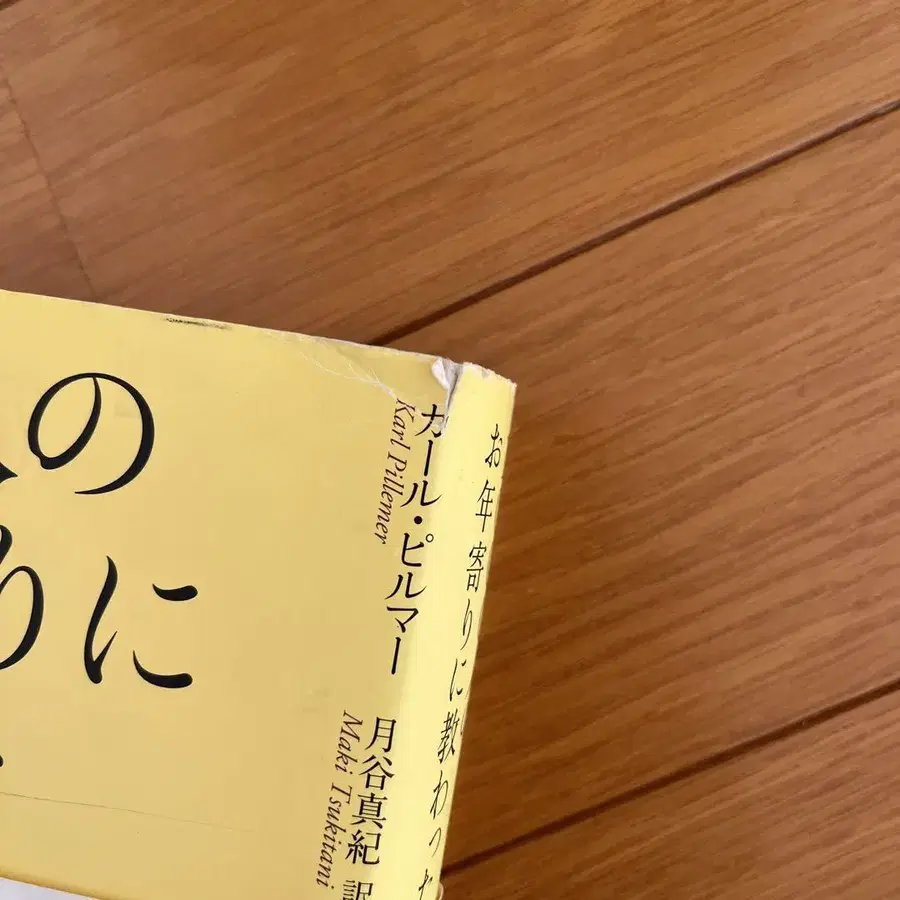 の
りに
カール・ピルマー
Karl Pillemer
月谷真紀 訳
Maki Tsukitani
お年寄りに教わった